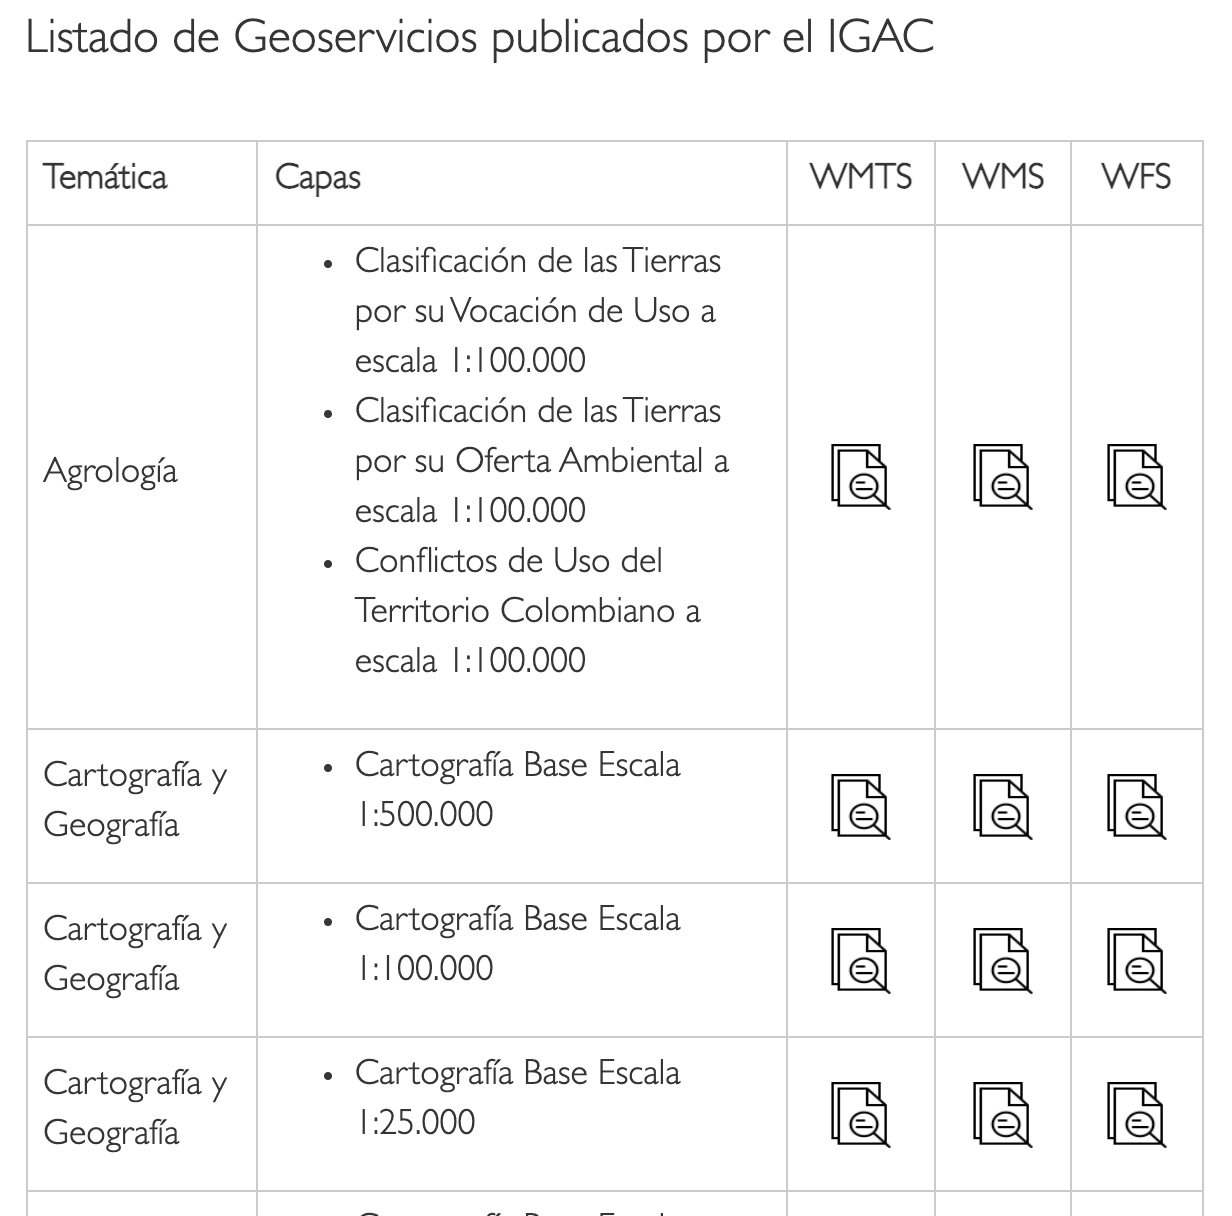 Listado de Geoservicios publicados por el IGAC
Temática Capas WMTS WMS WFS
Agrología
• Clasificación de las Tierras
por su Vocación de Uso a
escala 1:100.000
• Clasificación de las Tierras
por su Oferta Ambiental a
escala 1:100.000
• Conflictos de Uso del
Territorio Colombiano a
escala 1:100.000
Cartografía y
Geografía
• Cartografía Base Escala
1:500.000
Cartografía y
Geografía
• Cartografía Base Escala
1:100.000
Cartografía y
Geografía
• Cartografía Base Escala
1:25.000